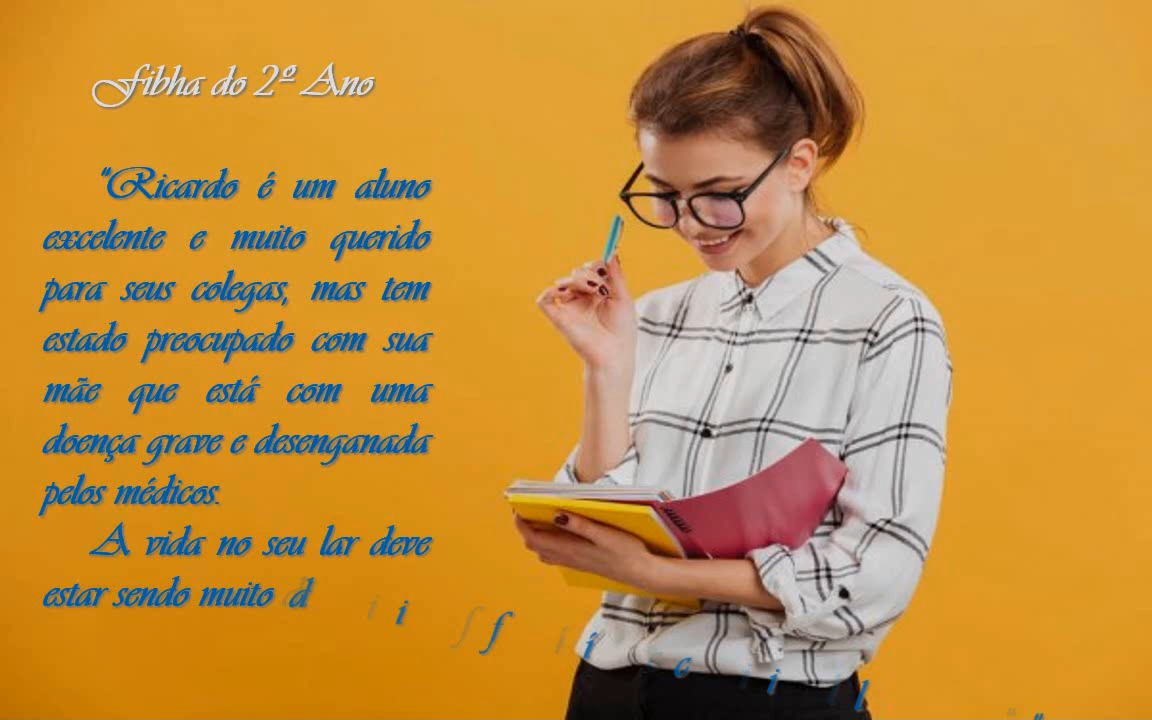 Fibha do 2º Ano
"Ricardo é um aluno
excelente e muito querido
para seus colegas, mas tem
estado preocupado com sua
mãe que está com uma
doença grave e desenganada
pelos médicos.
A vida no seu lar deve
estar sendo muito difícil"